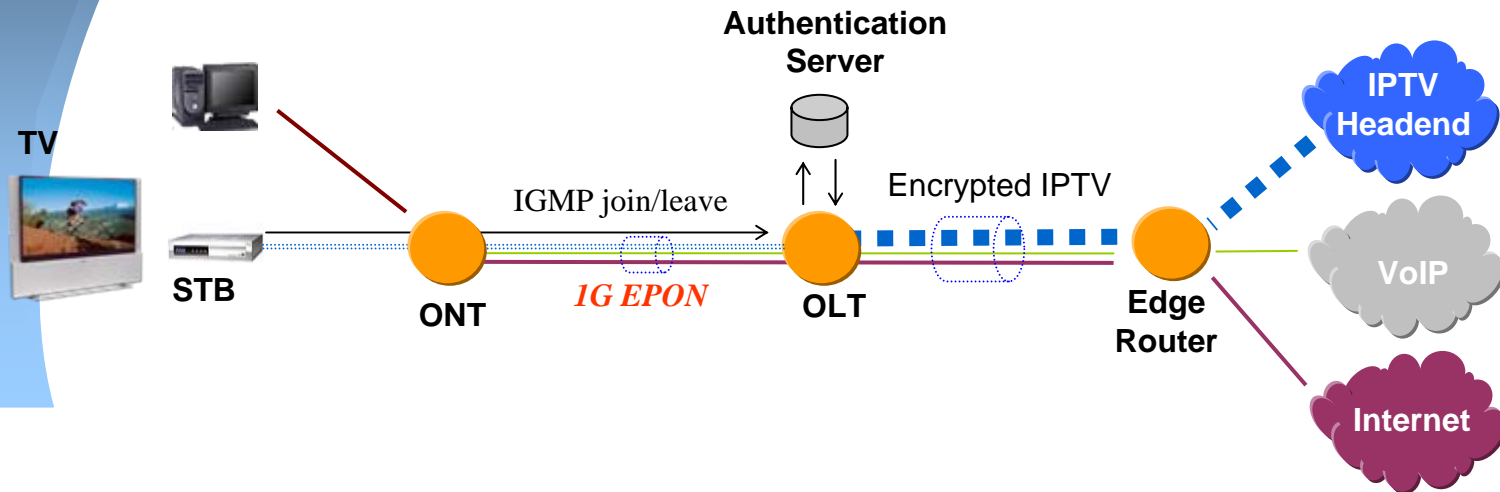 Authentication
Server
IPTV
Headend
TV
IGMP join/leave
Encrypted IPTV
STB
ONT
1G EPON
OLT
Edge
Router
VoIP
Internet